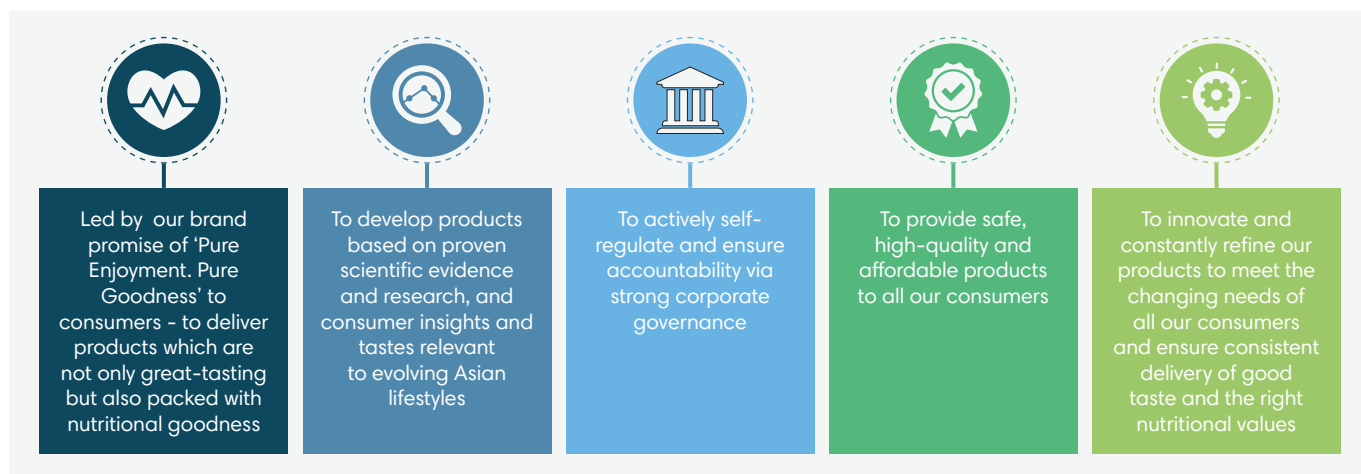 Led by our brand
promise of ‘Pure
Enjoyment. Pure
Goodness’ to
consumers - to deliver
products which are
not only great-tasting
but also packed with
nutritional goodness
To develop products
based on proven
scientific evidence
and research, and
consumer insights and
tastes relevant
to evolving Asian
lifestyles
To actively self-
regulate and ensure
accountability via
strong corporate
governance
To provide safe,
high-quality and
affordable products
to all our consumers
To innovate and
constantly refine our
products to meet the
changing needs of
all our consumers
and ensure consistent
delivery of good
taste and the right
nutritional values